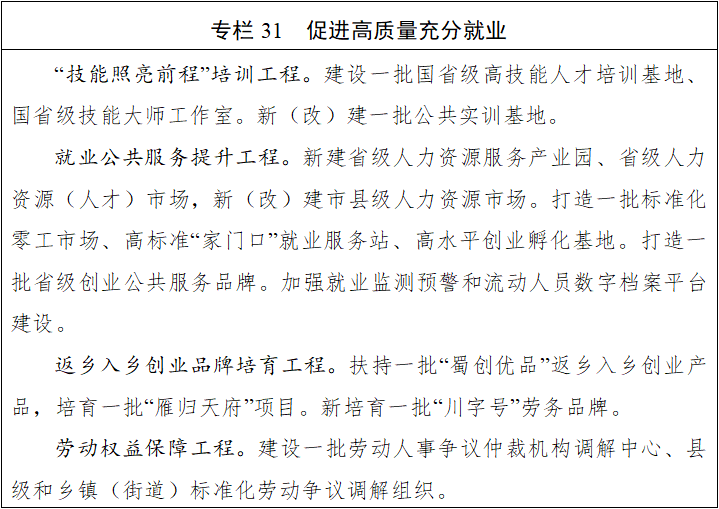 专栏 31 促进高质量充分就业
“技能照亮前程”培训工程。建设一批国省级高技能人才培训基地、
国省级技能大师工作室。新（改）建一批公共实训基地。
就业公共服务提升工程。新建省级人力资源服务产业园、省级人力
资源（人才）市场，新（改）建市县级人力资源市场。打造一批标准化
零工市场、高标准“家门口”就业服务站、高水平创业孵化基地。打造一
批省级创业公共服务品牌。加强就业监测预警和流动人员数字档案平台
建设。
返乡入乡创业品牌培育工程。扶持一批“蜀创优品”返乡入乡创业产
品，培育一批“雁归天府”项目。新培育一批“川字号”劳务品牌。
劳动权益保障工程。建设一批劳动人事争议仲裁机构调解中心、县
级和乡镇（街道）标准化劳动争议调解组织。